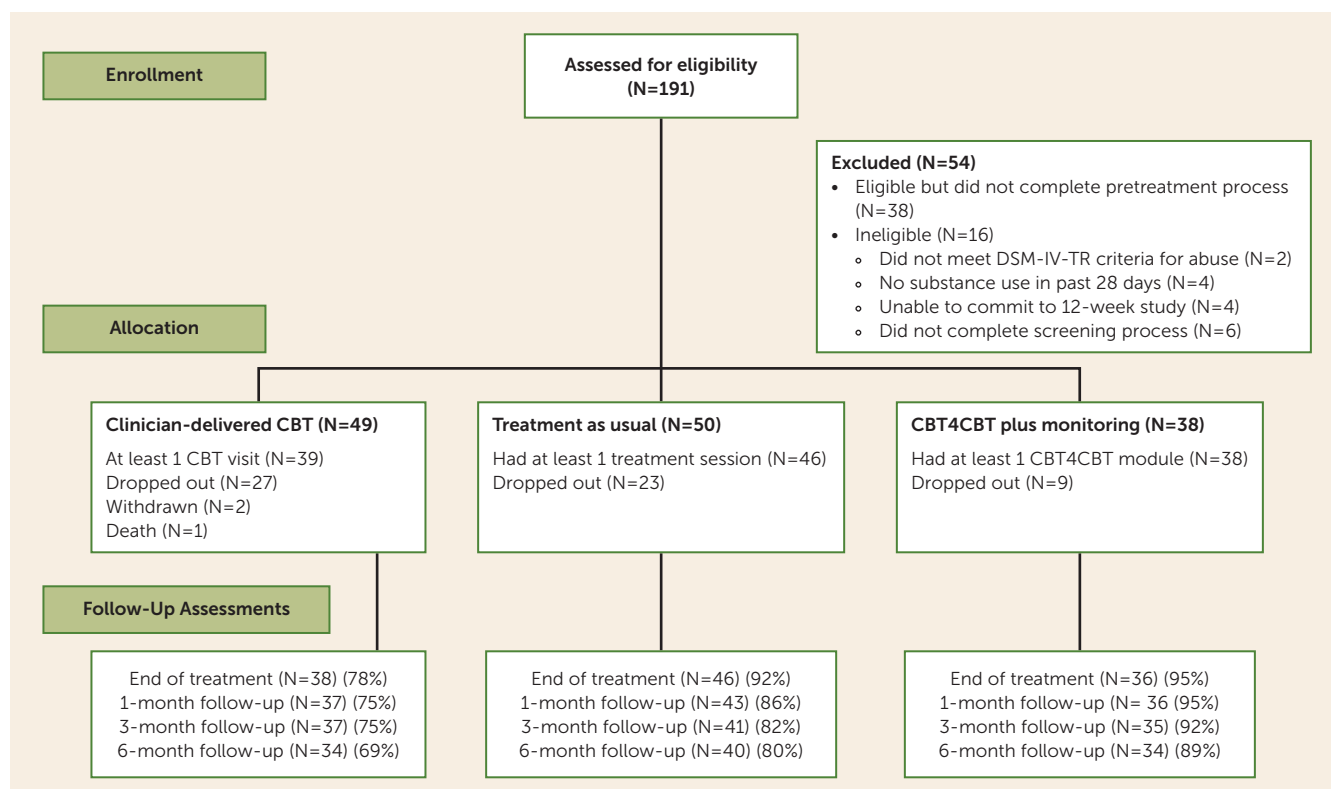 Enrollment
Assessed for eligibility
(N=191)
Excluded (N=54)
• Eligible but did not complete pretreatment process
(N=38)
• Ineligible (N=16)
∘ Did not meet DSM-IV-TR criteria for abuse (N=2)
∘ No substance use in past 28 days (N=4)
∘ Unable to commit to 12-week study (N=4)
∘ Did not complete screening process (N=6)
Allocation
Clinician-delivered CBT (N=49)
At least 1 CBT visit (N=39)
Dropped out (N=27)
Withdrawn (N=2)
Death (N=1)
Treatment as usual (N=50)
Had at least 1 treatment session (N=46)
Dropped out (N=23)
CBT4CBT plus monitoring (N=38)
Had at least 1 CBT4CBT module (N=38)
Dropped out (N=9)
Follow-Up Assessments
End of treatment (N=38) (78%)
1-month follow-up (N=37) (75%)
3-month follow-up (N=37) (75%)
6-month follow-up (N=34) (69%)
End of treatment (N=46) (92%)
1-month follow-up (N=43) (86%)
3-month follow-up (N=41) (82%)
6-month follow-up (N=40) (80%)
End of treatment (N=36) (95%)
1-month follow-up (N= 36 (95%)
3-month follow-up (N=35) (92%)
6-month follow-up (N=34) (89%)